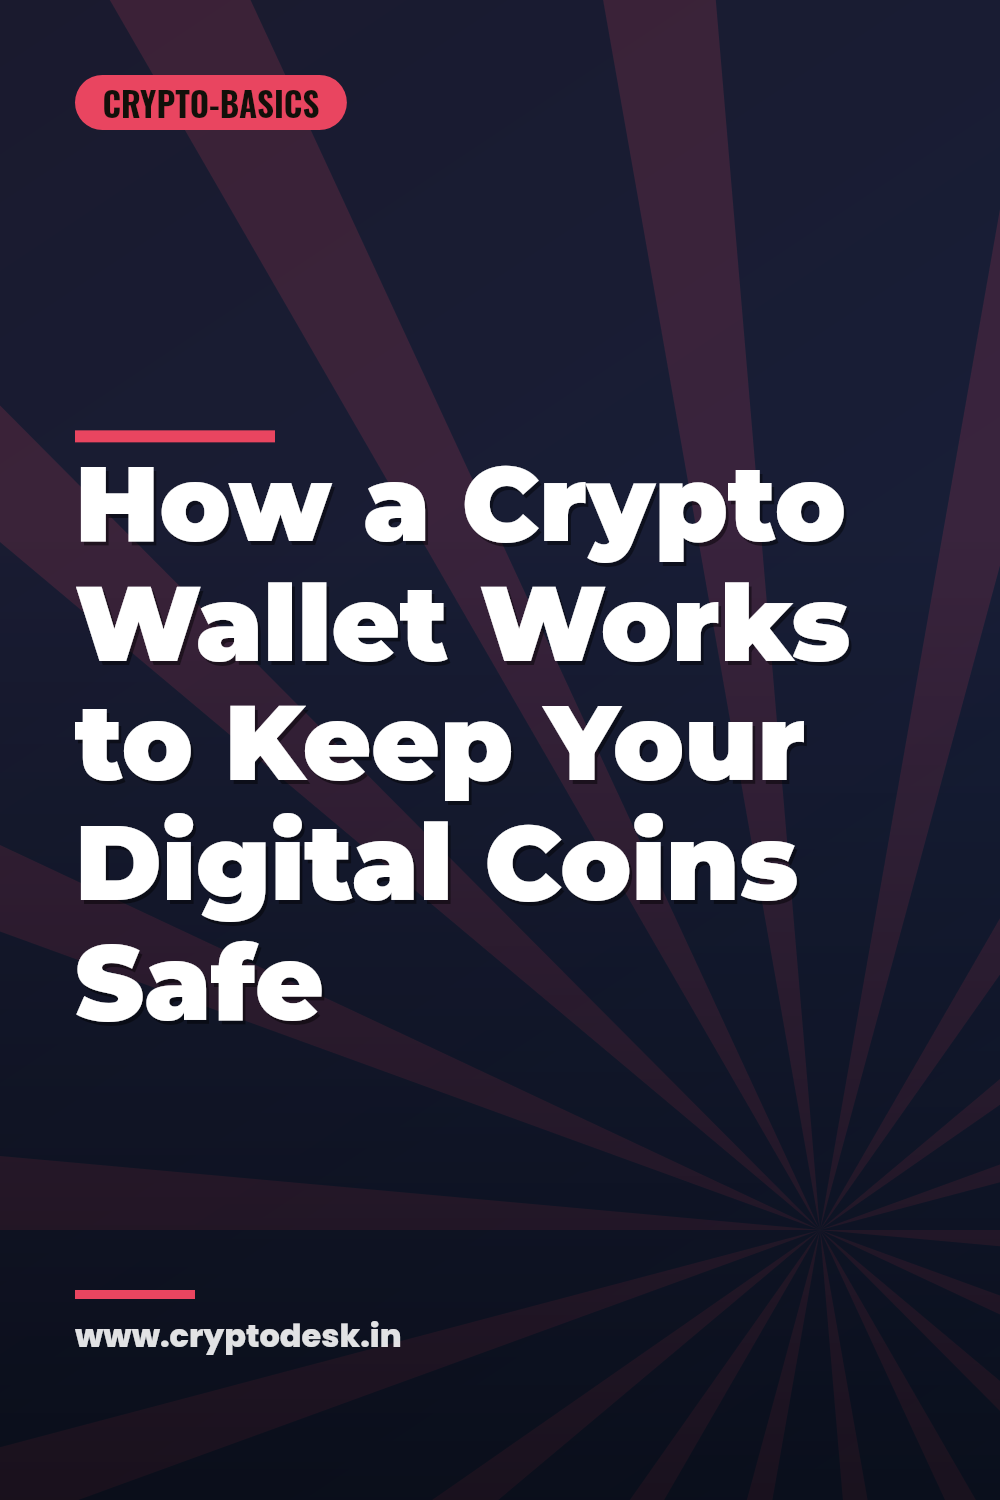 CRYPTO-BASICS
How a Crypto
Wallet Works
to Keep Your
Digital Coins
Safe
www.cryptodesk.in